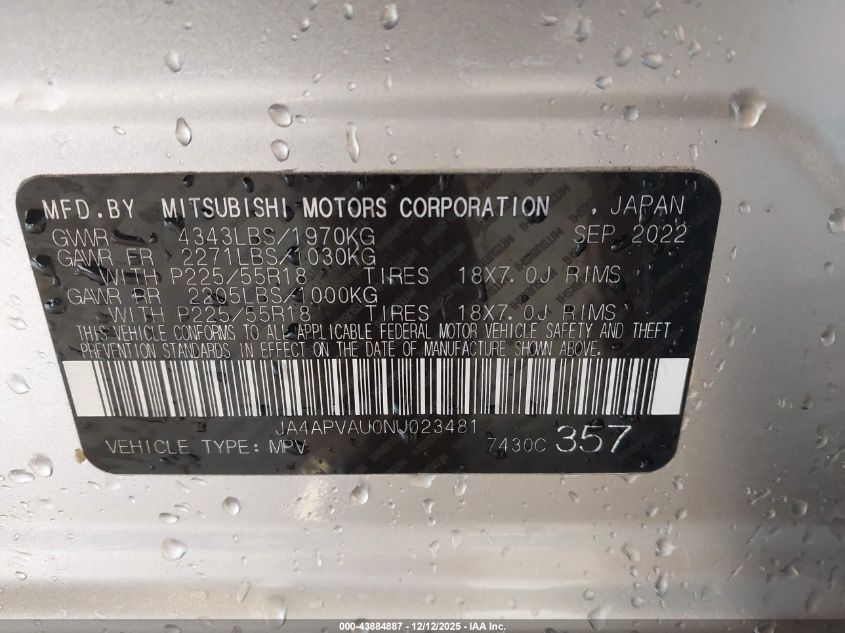 MFD.BY MITSUBISHI MOTORS CORPORATION , JAPAN
GVWR 4343LBS/1970KG SEP 2022
GAWR FR 2271LBS/1030KG
WITH P225/55R18 TIRES 18X7.0J RIMS
GAWR RR 2205LBS/1000KG
WITH P225/55R18 TIRES 18X7.0J RIMS
THIS VEHICLE CONFORMS TO ALL APPLICABLE FEDERAL MOTOR VEHICLE SAFETY AND THEFT
PREVENTION STANDARDS IN EFFECT ON THE DATE OF MANUFACTURE SHOWN ABOVE.
JA4APVAU0NU023481
VEHICLE TYPE: MPV 7430C 357
000-43884887 - 12/12/2025 - IAA Inc.